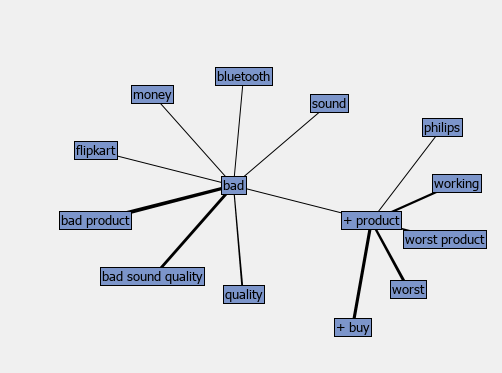 bluetooth
money
sound
philips
flipkart
working
bad
bad product
+ product
worst product
bad sound quality
quality
worst
+ buy